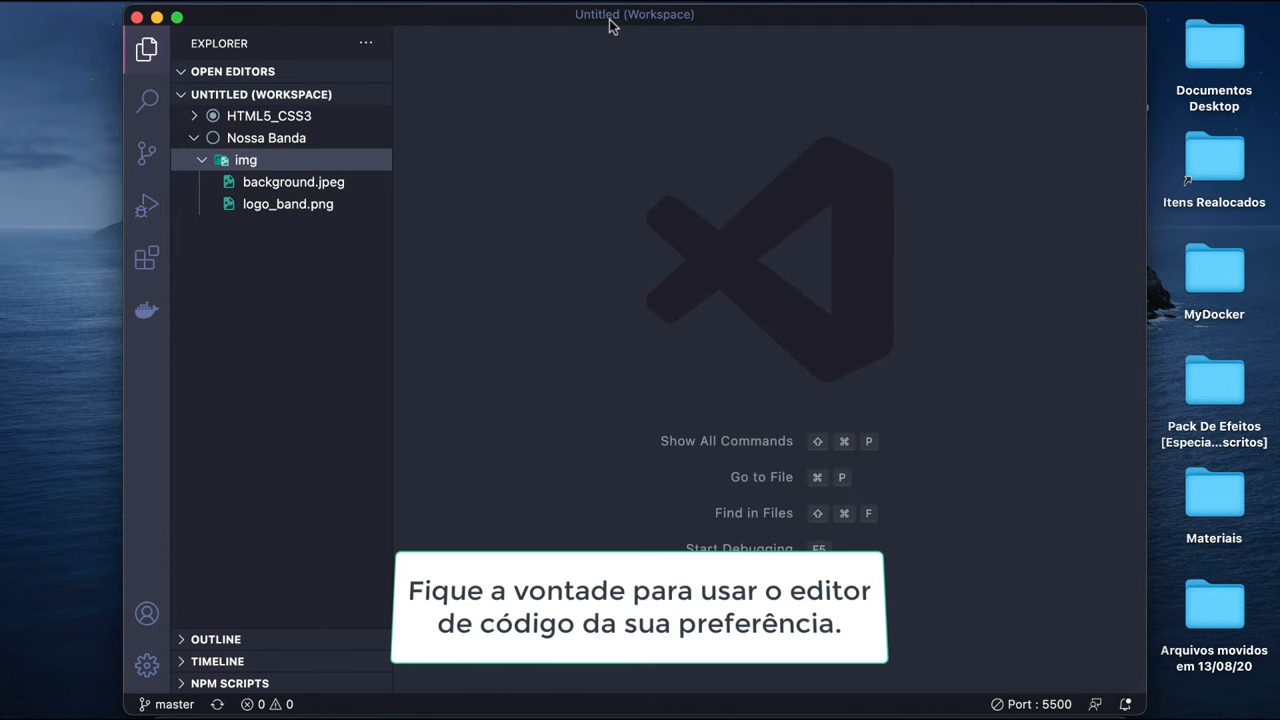 Untitled (Workspace)
EXPLORER
OPEN EDITORS
UNTITLED (WORKSPACE)
HTML5_CSS3
Nossa Banda
img
background.jpeg
logo_band.png
Show All Commands ⇧ ⌘ P
Go to File ⌘ P
Find in Files ⇧ ⌘ F
Start Debugging F5
Fique a vontade para usar o editor
de código da sua preferência.
OUTLINE
TIMELINE
NPM SCRIPTS
master
0
0
Port : 5500
Documentos
Desktop
Itens Realocados
MyDocker
Pack De Efeitos
[Especia...scritos]
Materiais
Arquivos movidos
em 13/08/20